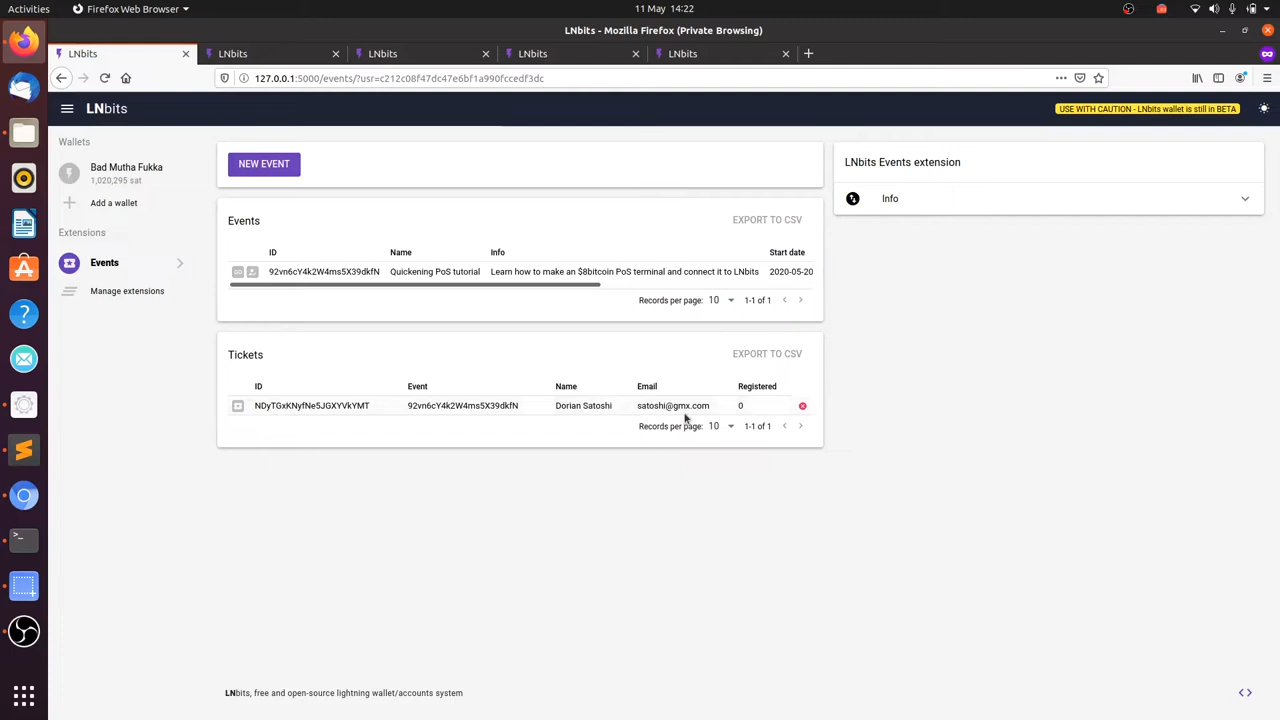 Activities
Firefox Web Browser
11 May 14:22
LNbits - Mozilla Firefox (Private Browsing)
LNbits
LNbits
LNbits
LNbits
LNbits
127.0.0.1:5000/events/?usr=c212c08f47dc47e6bf1a990fccedf3dc
LNbits
USE WITH CAUTION - LNbits wallet is still in BETA
Wallets
Bad Mutha Fukka
1,020,295 sat
Add a wallet
Extensions
Events
Manage extensions
NEW EVENT
Events
EXPORT TO CSV
ID Name Info Start date
92vn6cY4k2W4ms5X39dkfN Quickening PoS tutorial Learn how to make an $8bitcoin PoS terminal and connect it to LNbits 2020-05-20
Records per page: 10 1-1 of 1
Tickets
EXPORT TO CSV
ID Event Name Email Registered
NDyTGxKNyfNe5JGXYVkYMT 92vn6cY4k2W4ms5X39dkfN Dorian Satoshi satoshi@gmx.com 0
Records per page: 10 1-1 of 1
LNbits Events extension
Info
LNbits, free and open-source lightning wallet/accounts system